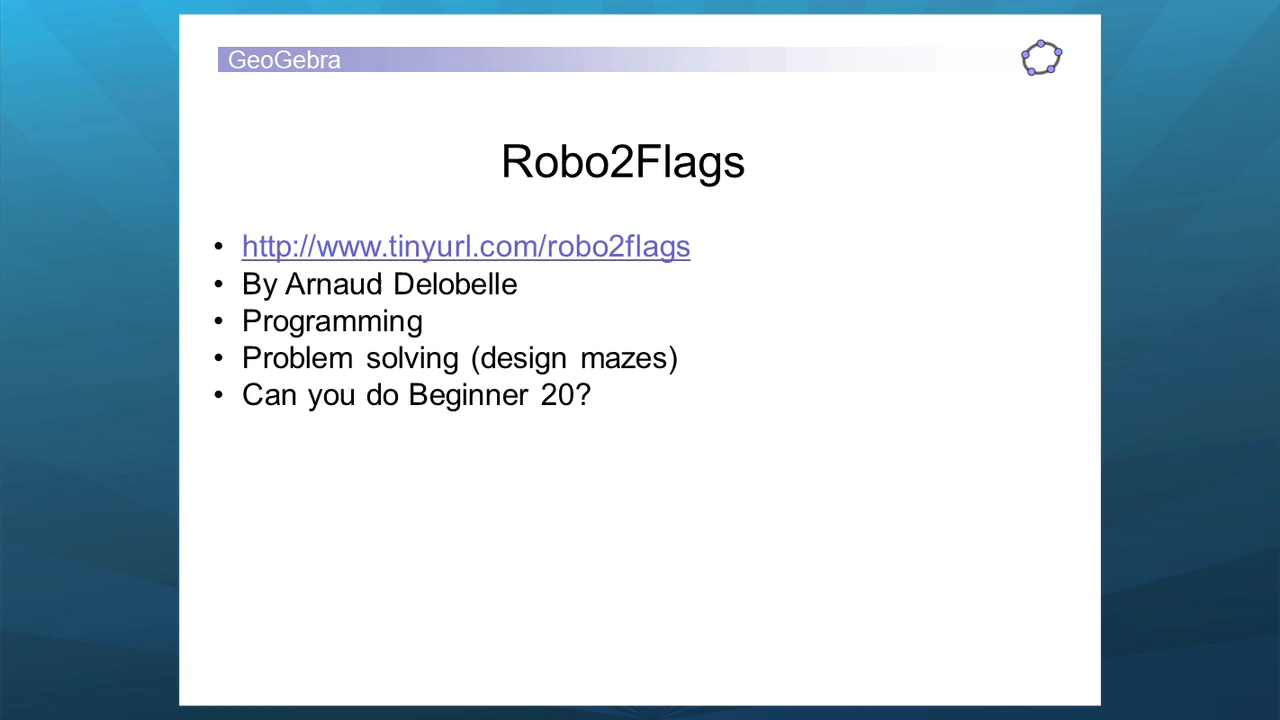 GeoGebra
Robo2Flags
• http://www.tinyurl.com/robo2flags
• By Arnaud Delobelle
• Programming
• Problem solving (design mazes)
• Can you do Beginner 20?